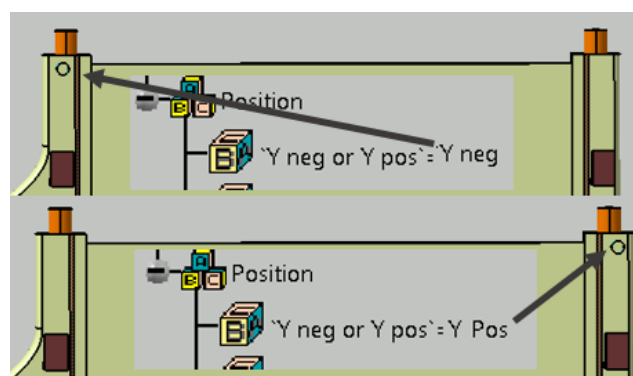 Position
`Y neg or Y pos`=Y neg
Position
`Y neg or Y pos`=Y Pos